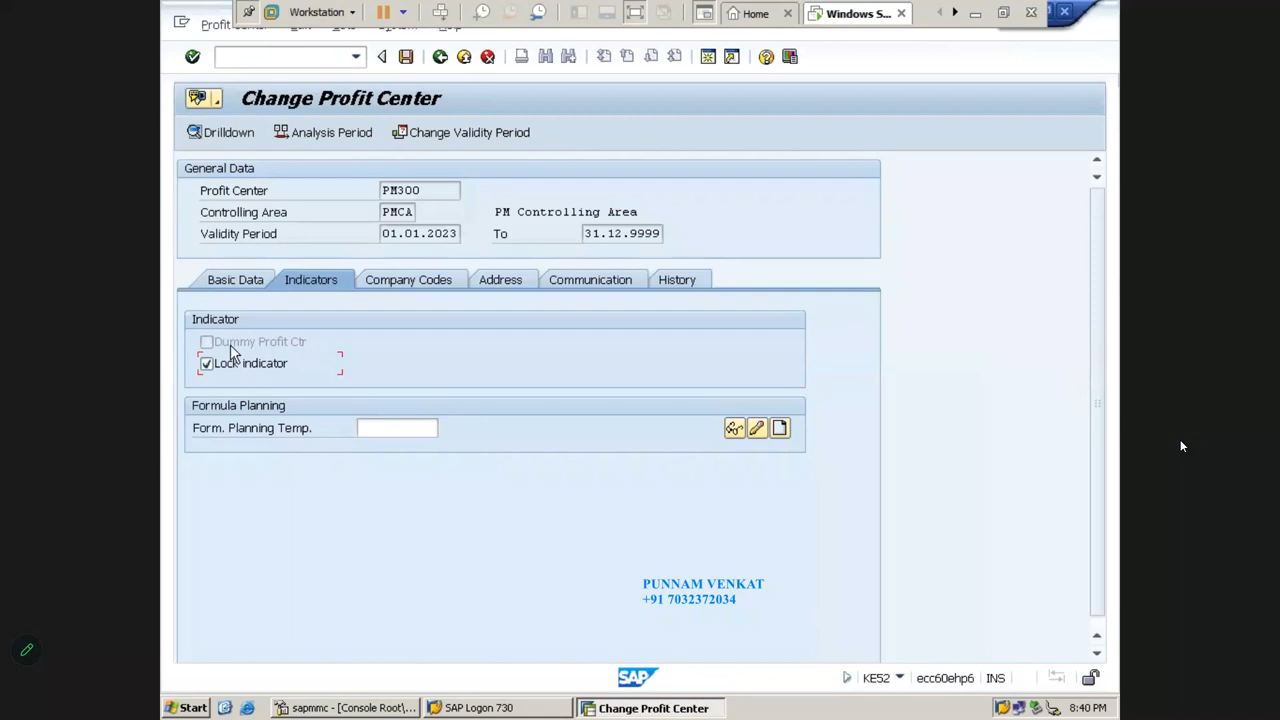 Workstation
Home
Windows S...
Change Profit Center
Drilldown
Analysis Period
Change Validity Period
General Data
Profit Center PM300
Controlling Area PMCA PM Controlling Area
Validity Period 01.01.2023 To 31.12.9999
Basic Data Indicators Company Codes Address Communication History
Indicator
Dummy Profit Ctr
Lock indicator
Formula Planning
Form. Planning Temp.
PUNNAM VENKAT
+91 7032372034
SAP
KE52 ecc60ehp6 INS
Start sapmmc - [Console Root\... SAP Logon 730 Change Profit Center 8:40 PM